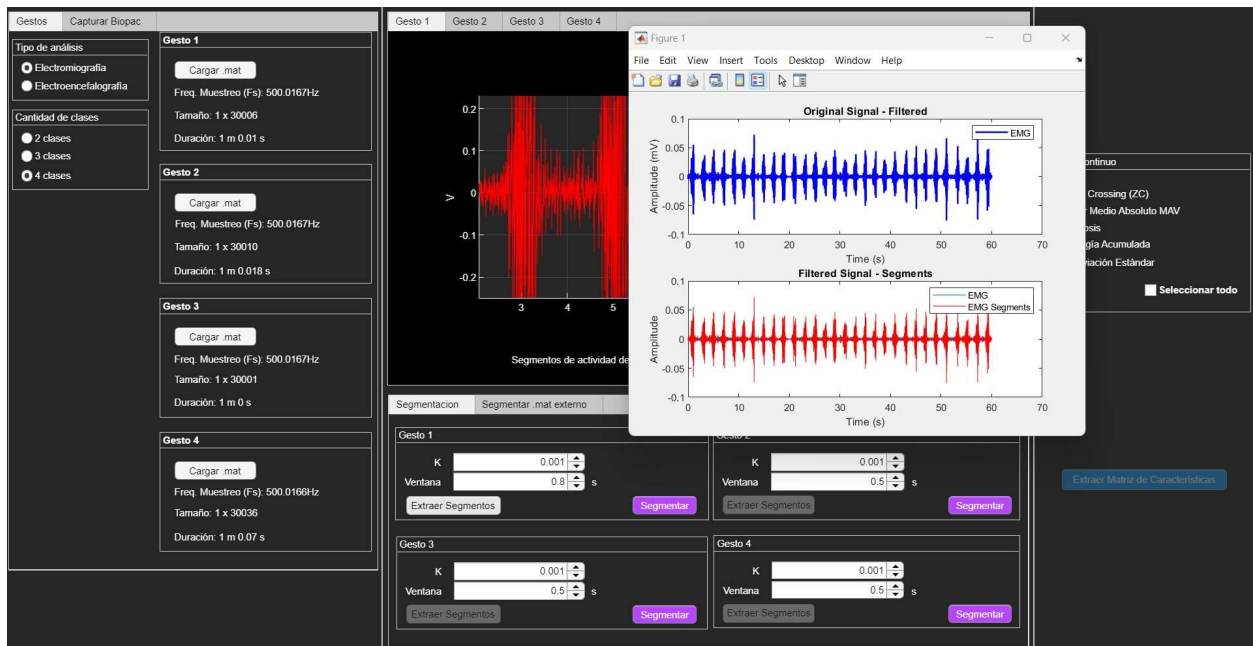 Gestos Capturar Biopac
Tipo de análisis
Electromiografía
Electroencefalografía
Cantidad de clases
2 clases
3 clases
4 clases
Gesto 1
Cargar .mat
Freq. Muestreo (Fs): 500.0167Hz
Tamaño: 1 x 30006
Duración: 1 m 0.01 s
Gesto 2
Cargar .mat
Freq. Muestreo (Fs): 500.0167Hz
Tamaño: 1 x 30010
Duración: 1 m 0.018 s
Gesto 3
Cargar .mat
Freq. Muestreo (Fs): 500.0167Hz
Tamaño: 1 x 30001
Duración: 1 m 0 s
Gesto 4
Cargar .mat
Freq. Muestreo (Fs): 500.0166Hz
Tamaño: 1 x 30036
Duración: 1 m 0.07 s
Gesto 1 Gesto 2 Gesto 3 Gesto 4
0.2
0.1
0
-0.1
-0.2
V
3 4 5
Segmentos de actividad de
Figure 1
File Edit View Insert Tools Desktop Window Help
Original Signal - Filtered
EMG
0.1
0.05
0
-0.05
-0.1
Amplitude (mV)
0 10 20 30 40 50 60 70
Time (s)
Filtered Signal - Segments
EMG
EMG Segments
0.1
0.05
0
-0.05
-0.1
Amplitude
0 10 20 30 40 50 60 70
Time (s)
ontinuo
Crossing (ZC)
r Medio Absoluto MAV
osis
gía Acumulada
viación Estándar
Seleccionar todo
Extraer Matriz de Características
Segmentacion Segmentar .mat externo
Gesto 1
K 0.001
Ventana 0.8 s
Extraer Segmentos Segmentar
Gesto 2
K 0.001
Ventana 0.5 s
Extraer Segmentos Segmentar
Gesto 3
K 0.001
Ventana 0.5 s
Extraer Segmentos Segmentar
Gesto 4
K 0.001
Ventana 0.5 s
Extraer Segmentos Segmentar